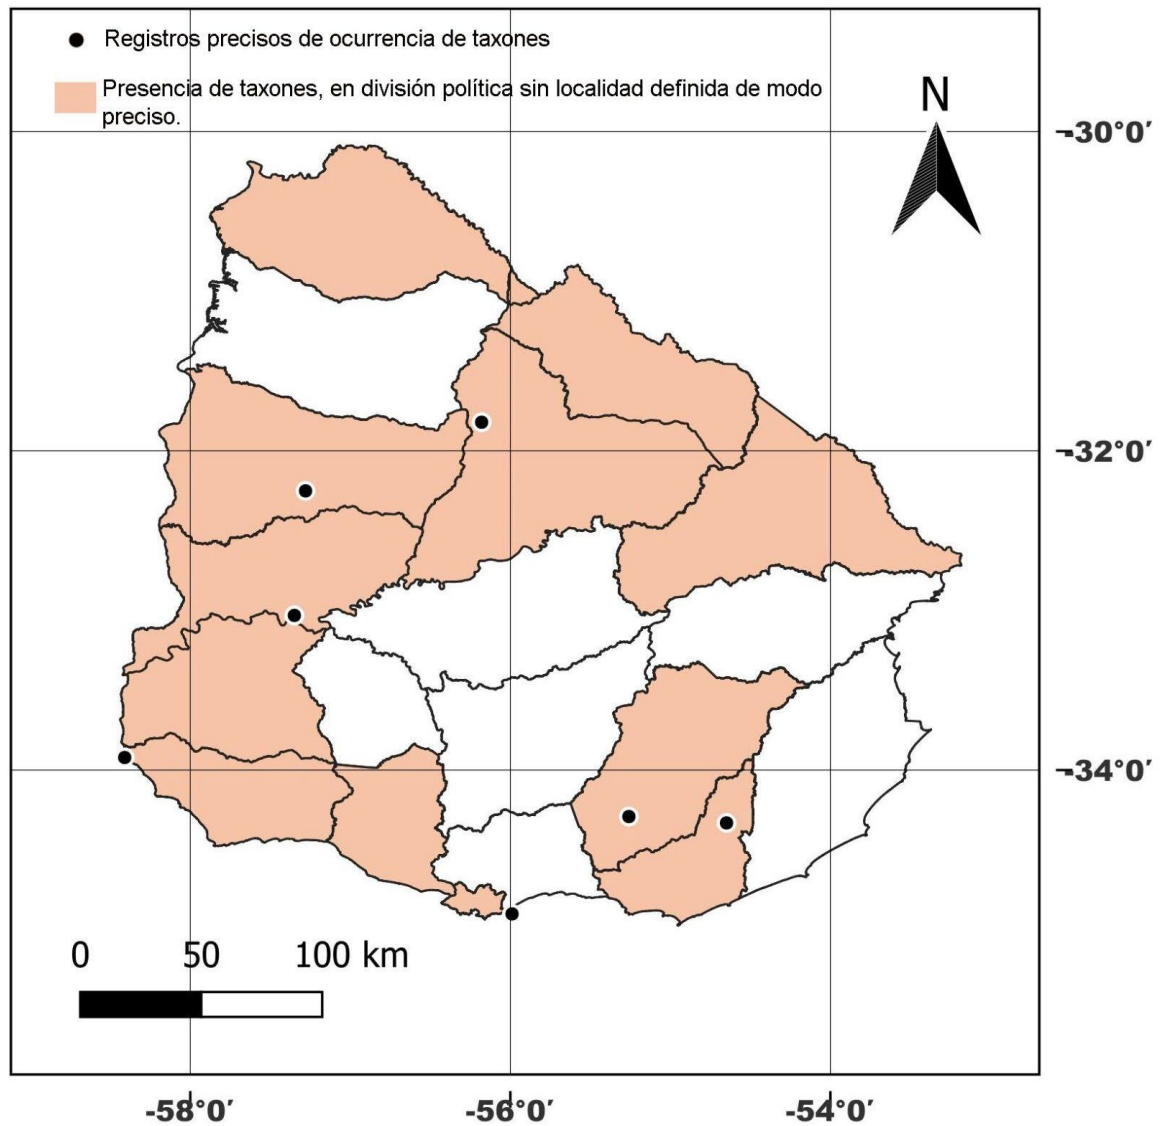 Registros precisos de ocurrencia de taxones
Presencia de taxones, en división política sin localidad definida de modo
preciso.
N
-30°0′
-32°0′
-34°0′
0 50 100 km
-58°0′ -56°0′ -54°0′